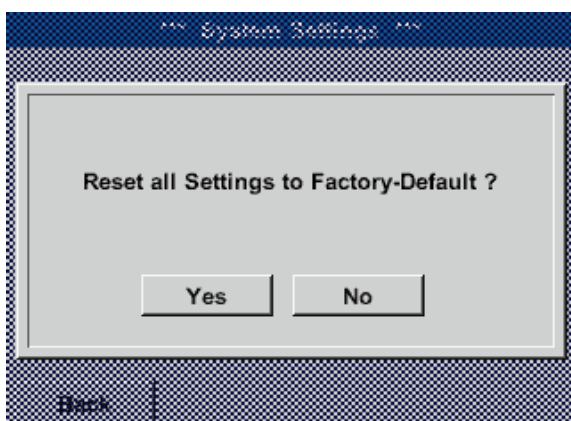 *** System Settings ***
Reset all Settings to Factory-Default ?
Yes No
Back